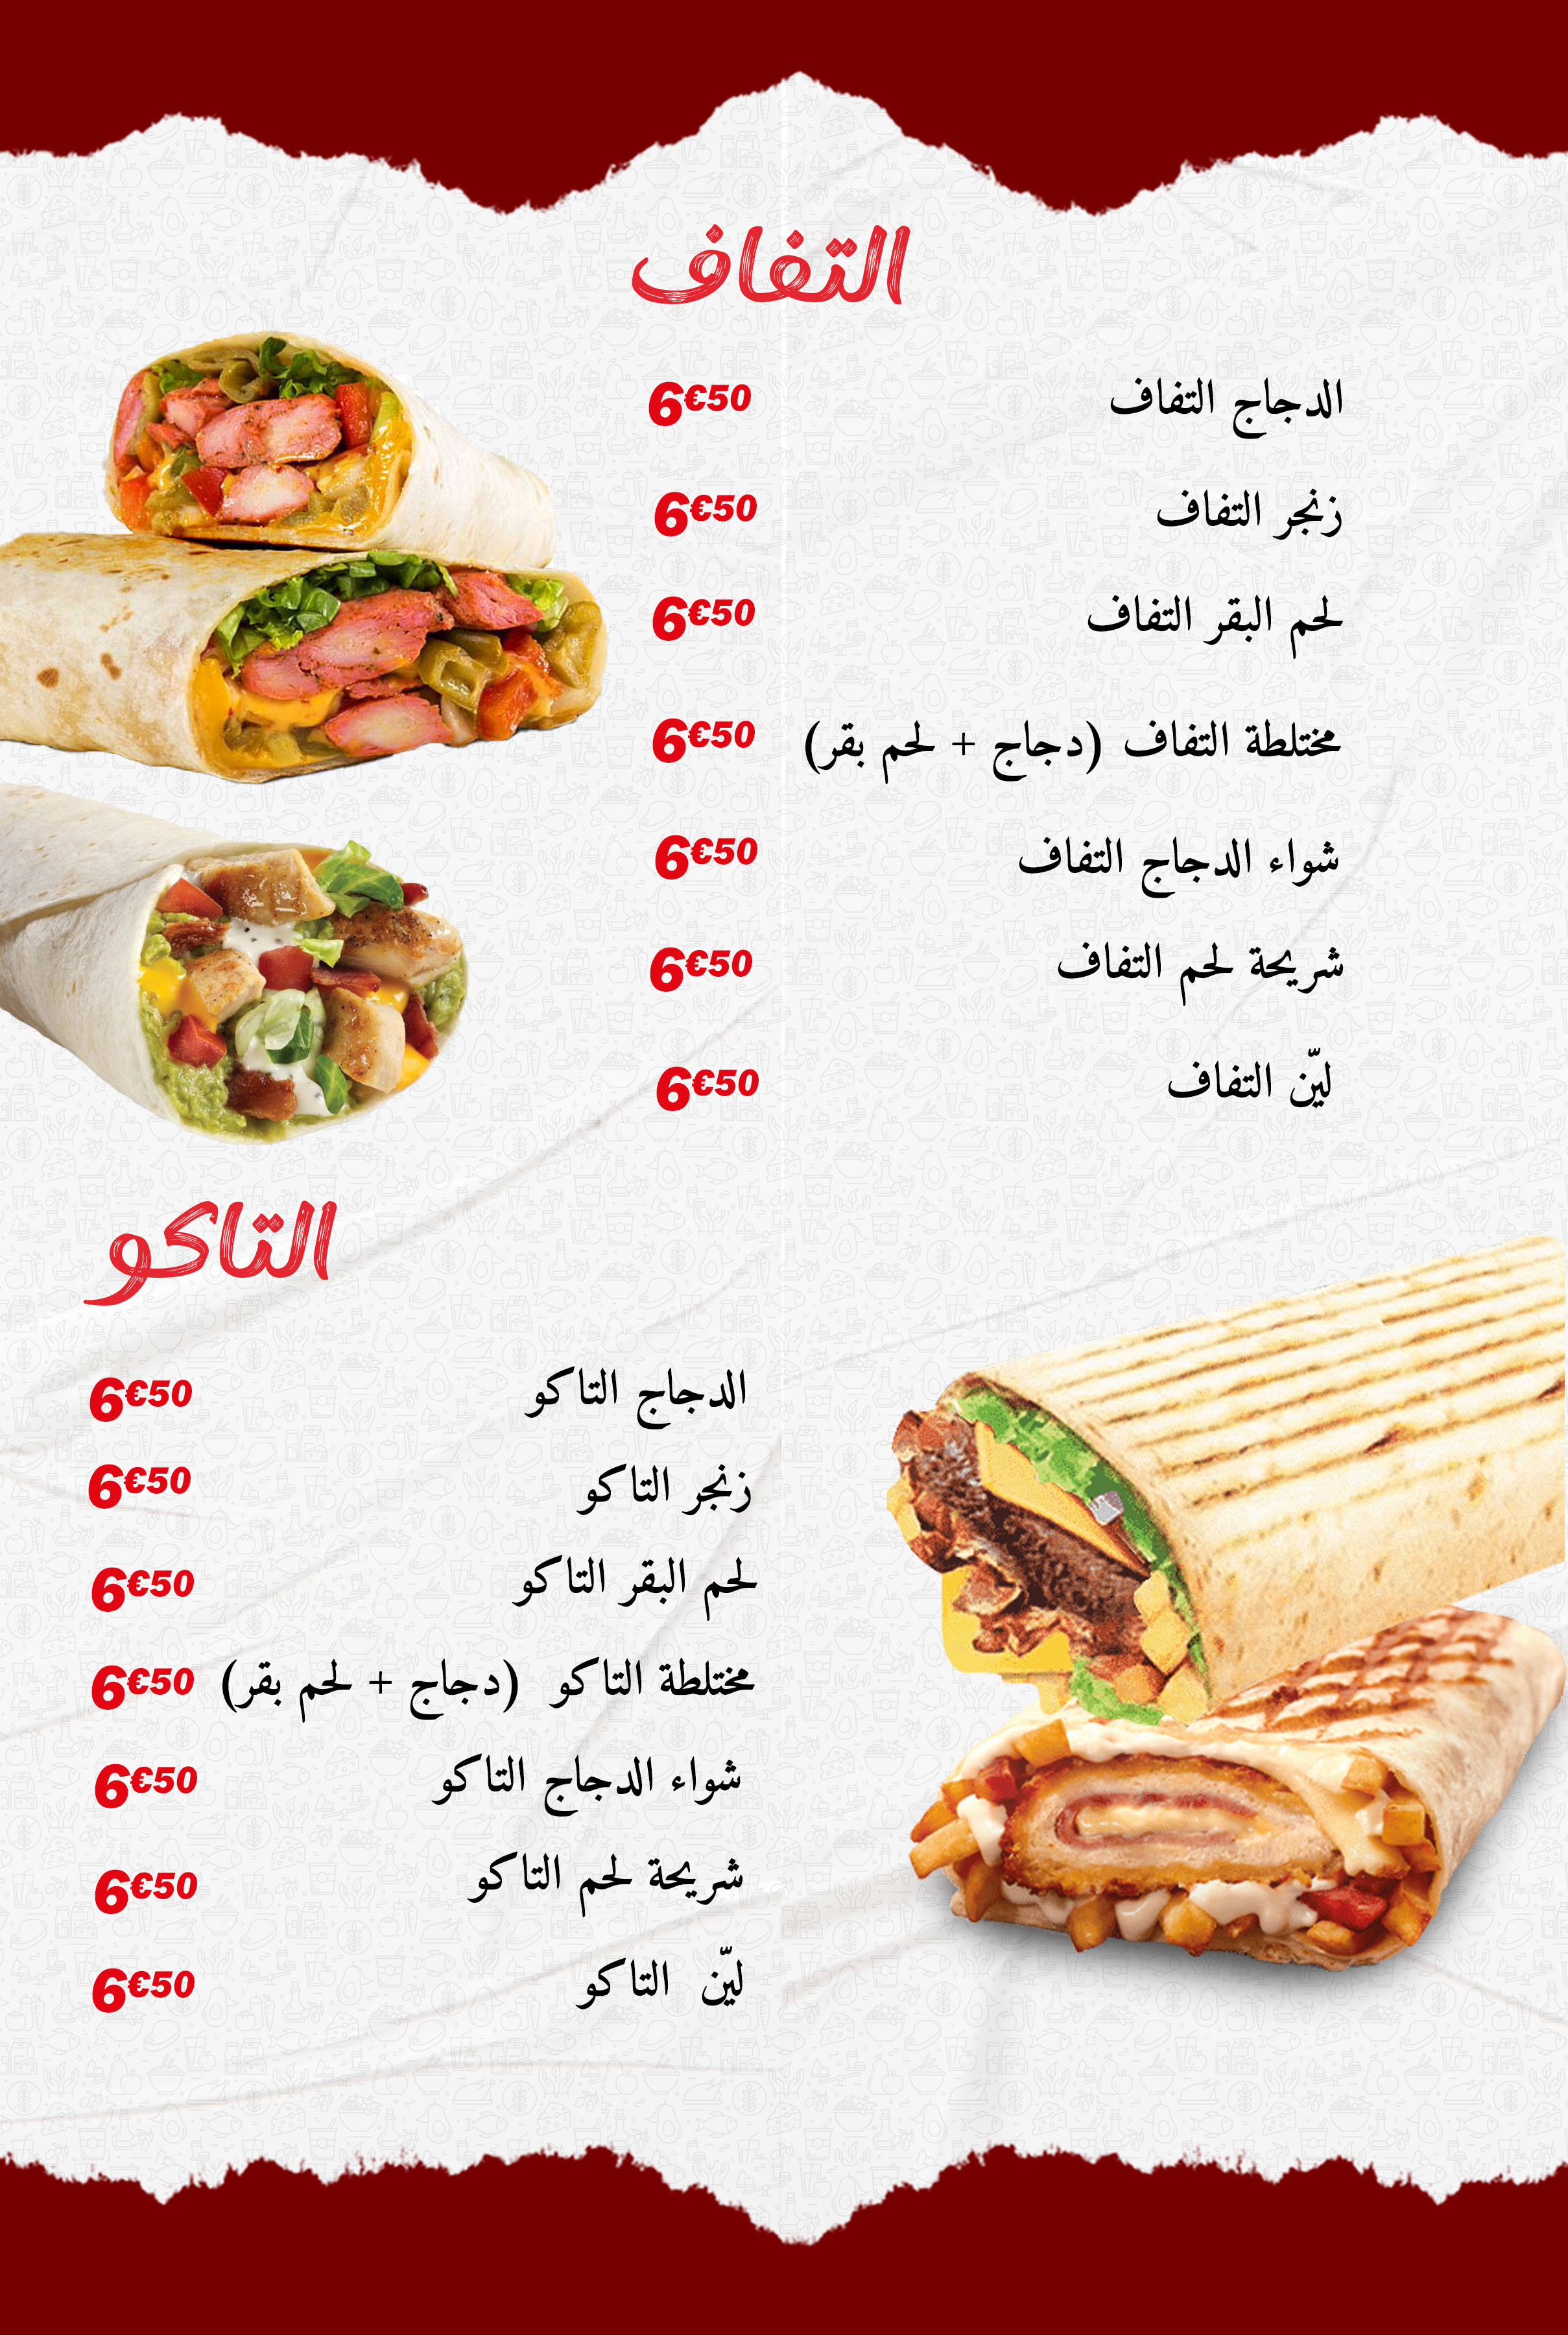 التفاف
الدجاج التفاف 6€50
زنجر التفاف 6€50
لحم البقر التفاف 6€50
مختلطة التفاف (دجاج + لحم بقر) 6€50
شواء الدجاج التفاف 6€50
شريحة لحم التفاف 6€50
ليّن التفاف 6€50
التاكو
الدجاج التاكو 6€50
زنجر التاكو 6€50
لحم البقر التاكو 6€50
مختلطة التاكو (دجاج + لحم بقر) 6€50
شواء الدجاج التاكو 6€50
شريحة لحم التاكو 6€50
ليّن التاكو 6€50